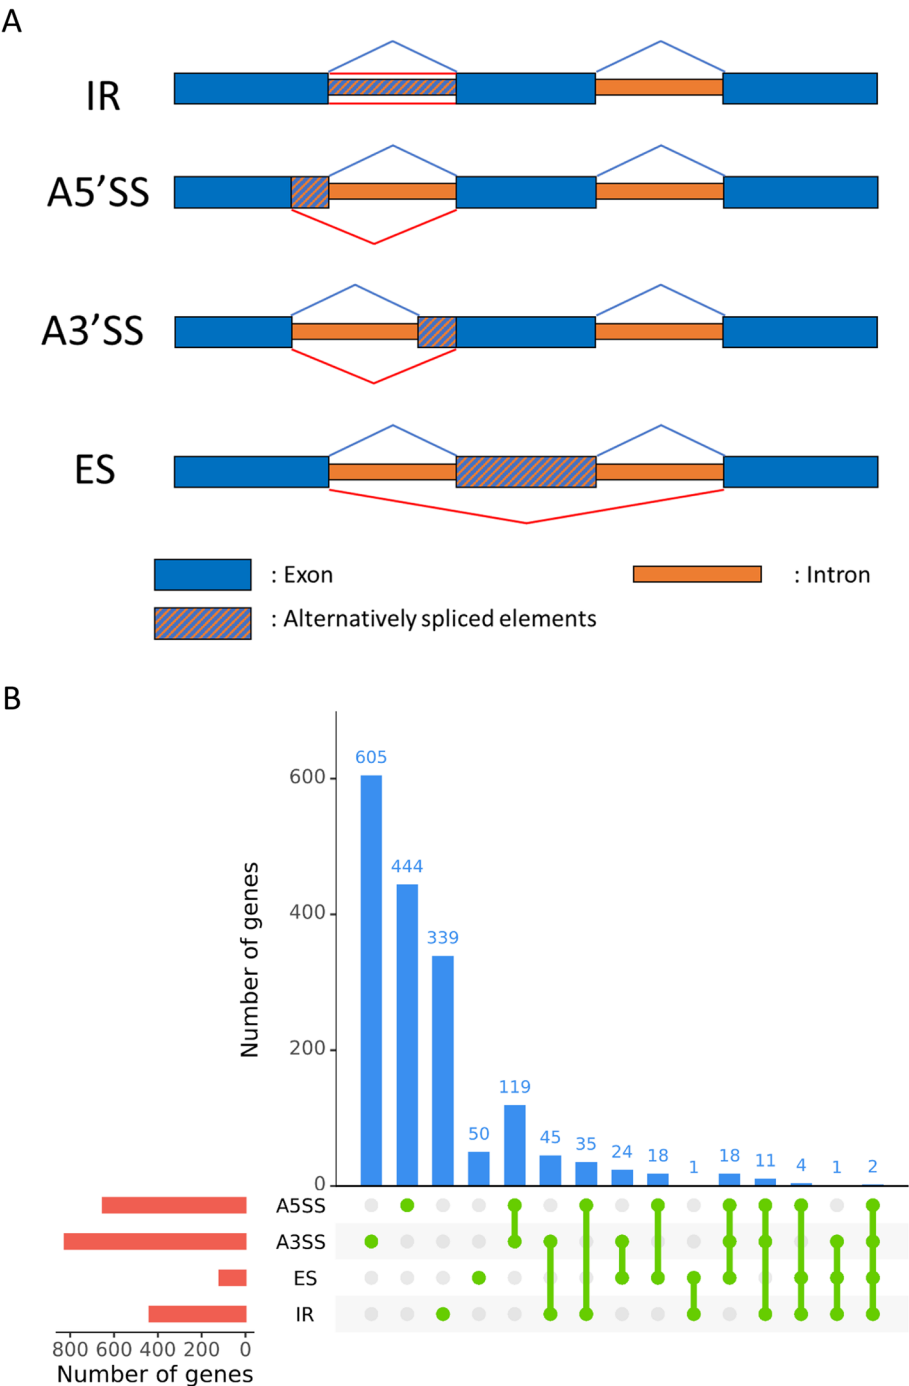 A
IR
A5’SS
A3’SS
ES
: Exon
: Intron
: Alternatively spliced elements
B
Number of genes
600
400
200
0
605
444
339
50
119
45
35
24
18
1
18
11
4
1
2
A5SS
A3SS
ES
IR
800 600 400 200 0
Number of genes